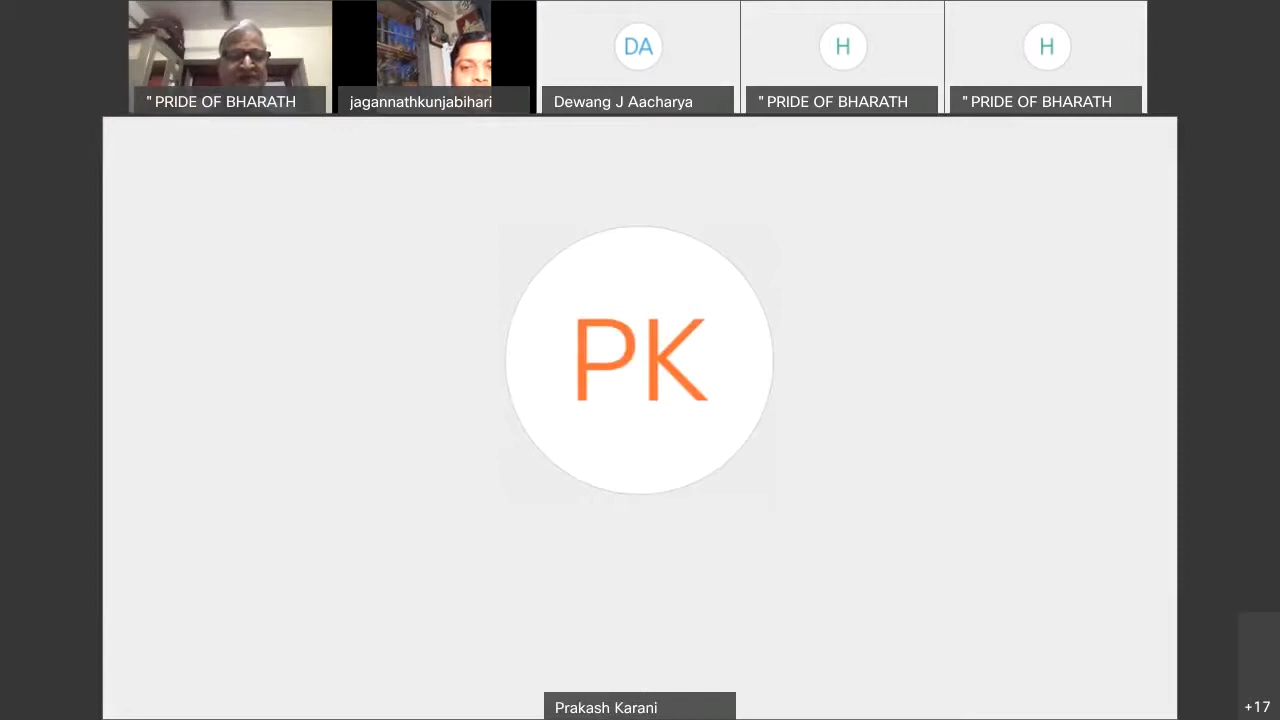 DA
H
H
" PRIDE OF BHARATH
jagannathkunjabihari
Dewang J Aacharya
" PRIDE OF BHARATH
" PRIDE OF BHARATH
PK
Prakash Karani
+17